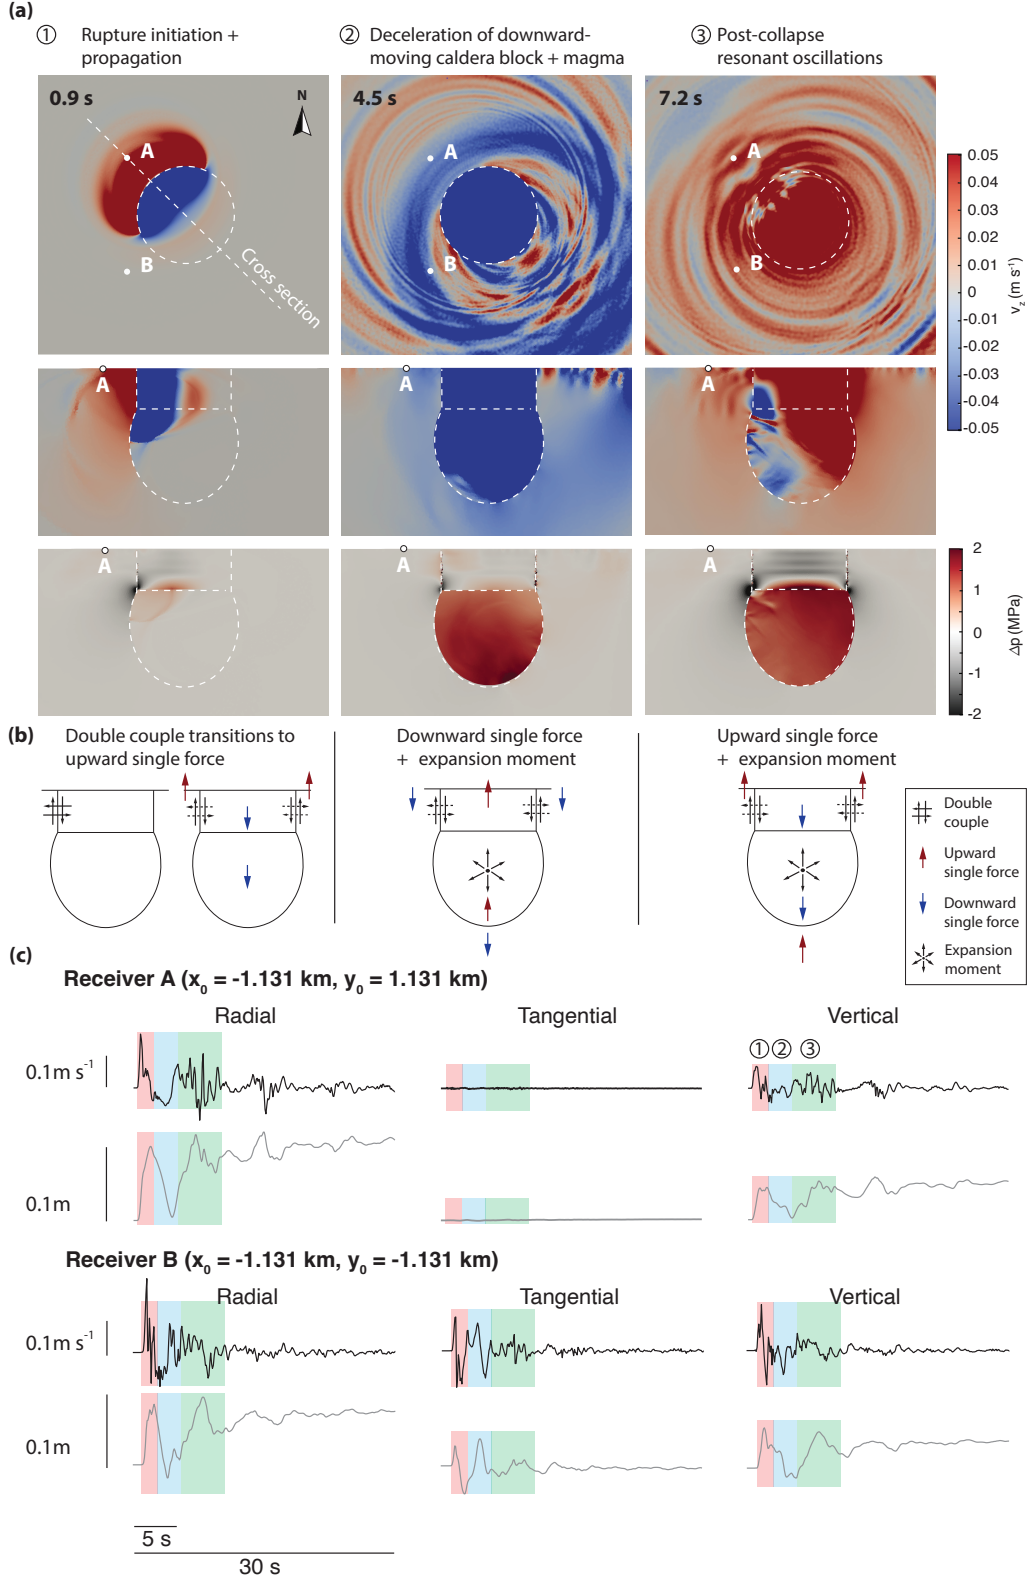 (a)
① Rupture initiation +
propagation
② Deceleration of downward-
moving caldera block + magma
③ Post-collapse
resonant oscillations
0.9 s
N
A
B
Cross section
4.5 s
A
B
7.2 s
A
B
0.05
0.04
0.03
0.02
0.01
0
-0.01
-0.02
-0.03
-0.04
-0.05
v_z (m s⁻¹)
A
A
A
A
A
A
2
1
0
-1
-2
Δp (MPa)
(b)
Double couple transitions to
upward single force
Downward single force
+ expansion moment
Upward single force
+ expansion moment
Double
couple
Upward
single force
Downward
single force
Expansion
moment
(c)
Receiver A (x₀ = -1.131 km, y₀ = 1.131 km)
Radial
Tangential
Vertical
① ② ③
0.1m s⁻¹
0.1m
Receiver B (x₀ = -1.131 km, y₀ = -1.131 km)
Radial
Tangential
Vertical
0.1m s⁻¹
0.1m
5 s
30 s